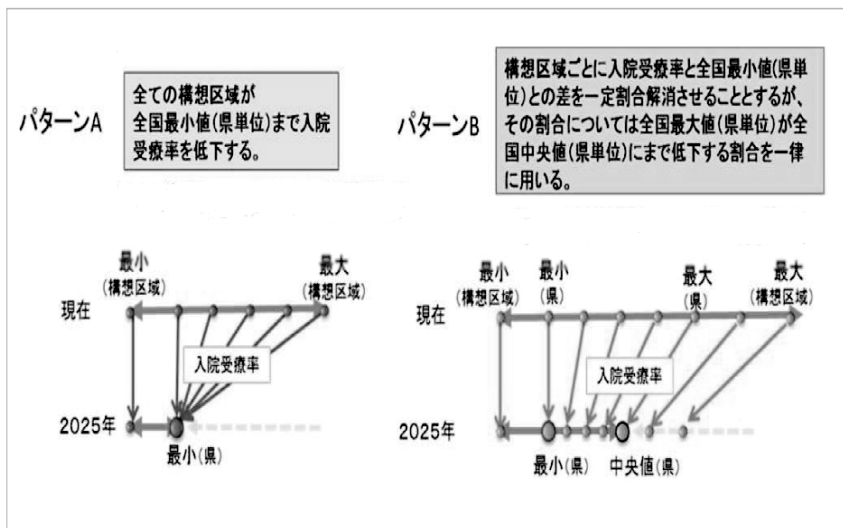 パターンA
全ての構想区域が
全国最小値(県単位)まで入院
受療率を低下する。
最小
(構想区域)
最大
(構想区域)
現在
入院受療率
2025年
最小(県)
パターンB
構想区域ごとに入院受療率と全国最小値(県単
位)との差を一定割合解消させることとするが、
その割合については全国最大値(県単位)が全
国中央値(県単位)にまで低下する割合を一律
に用いる。
最小
(構想区域)
最小
(県)
最大
(県)
最大
(構想区域)
現在
入院受療率
2025年
最小(県)
中央値(県)